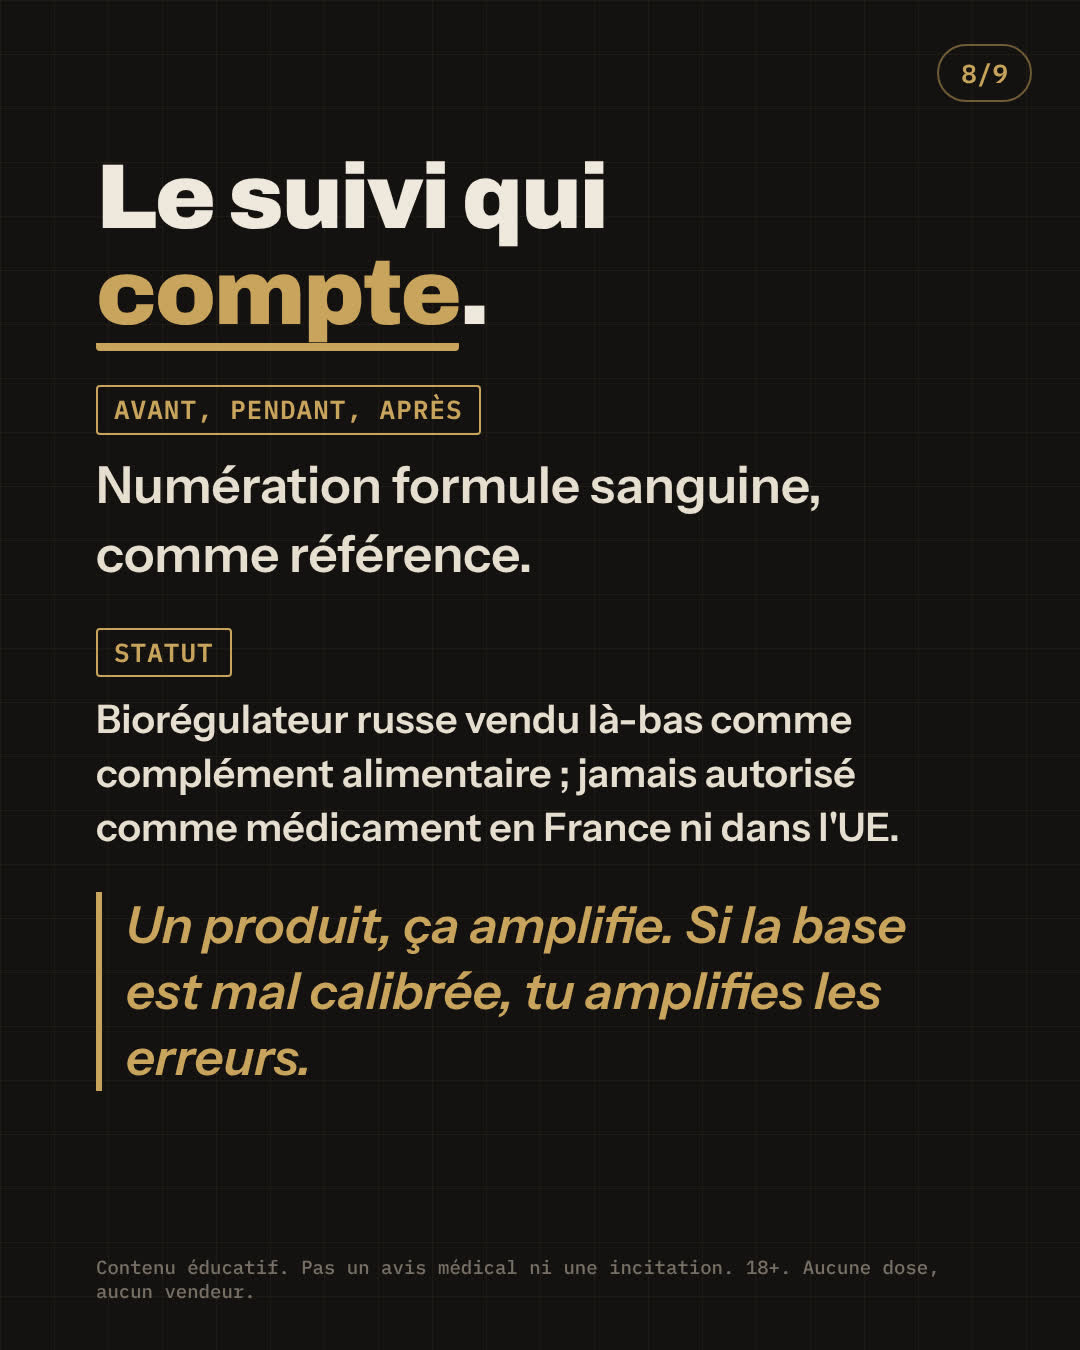 8/9
Le suivi qui
compte.
AVANT, PENDANT, APRÈS
Numération formule sanguine,
comme référence.
STATUT
Biorégulateur russe vendu là-bas comme
complément alimentaire ; jamais autorisé
comme médicament en France ni dans l'UE.
Un produit, ça amplifie. Si la base
est mal calibrée, tu amplifies les
erreurs.
Contenu éducatif. Pas un avis médical ni une incitation. 18+. Aucune dose,
aucun vendeur.